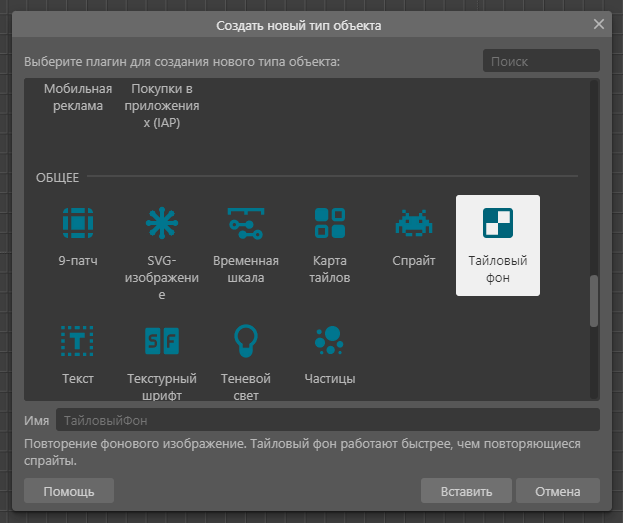 Создать новый тип объекта
Выберите плагин для создания нового типа объекта:
Поиск
Мобильная
реклама
Покупки в
приложения
х (IAP)
ОБЩЕЕ
9-патч
SVG-
изображени
е
Временная
шкала
Карта
тайлов
Спрайт
Тайловый
фон
Текст
Текстурный
шрифт
Теневой
свет
Частицы
Имя
ТайловыйФон
Повторение фонового изображение. Тайловый фон работают быстрее, чем повторяющиеся
спрайты.
Помощь
Вставить
Отмена